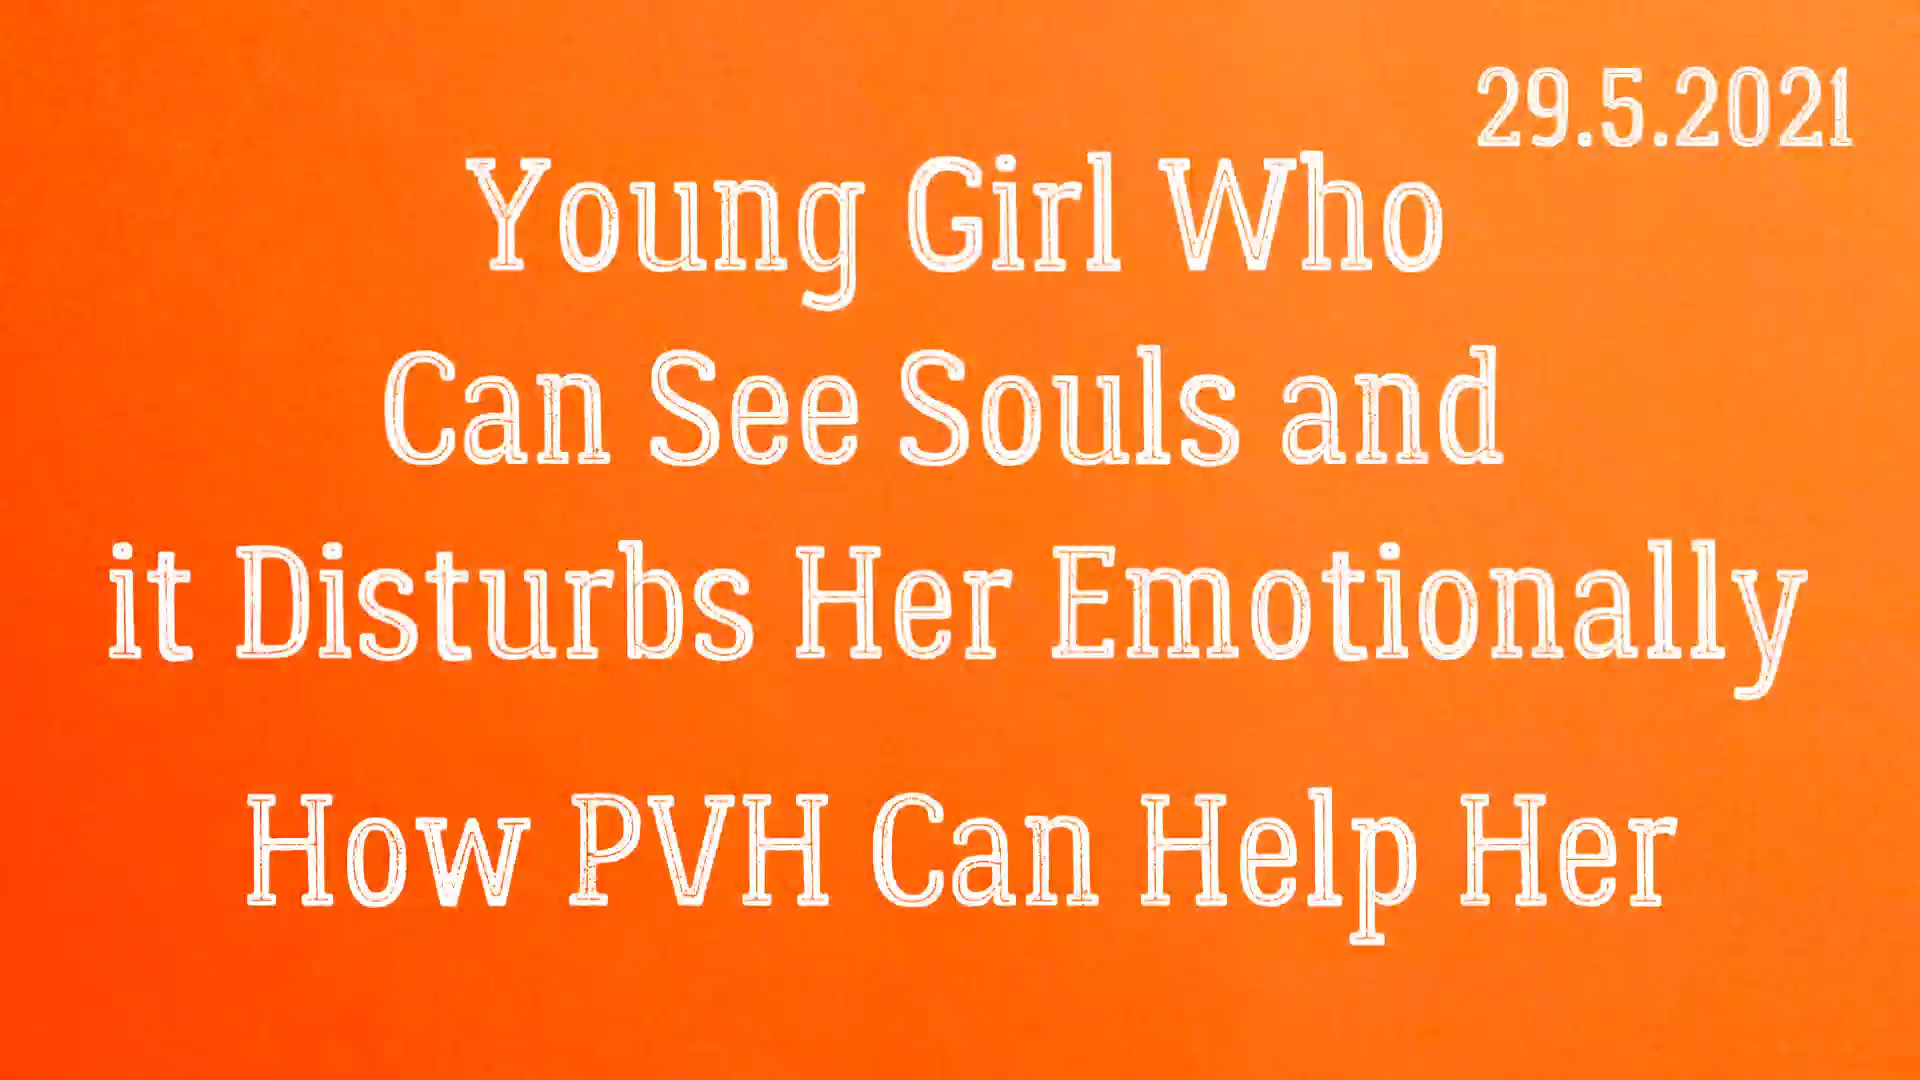 29.5.2021
Young Girl Who
Can See Souls and
it Disturbs Her Emotionally
How PVH Can Help Her